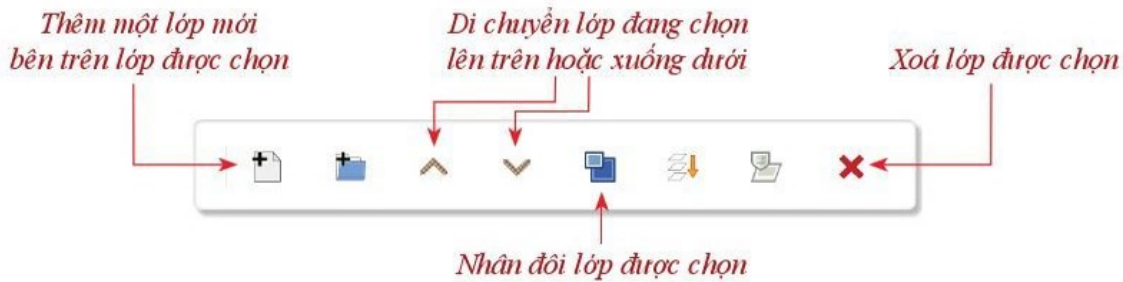 Thêm một lớp mới
bên trên lớp được chọn
Di chuyển lớp đang chọn
lên trên hoặc xuống dưới
Xoá lớp được chọn
Nhân đôi lớp được chọn